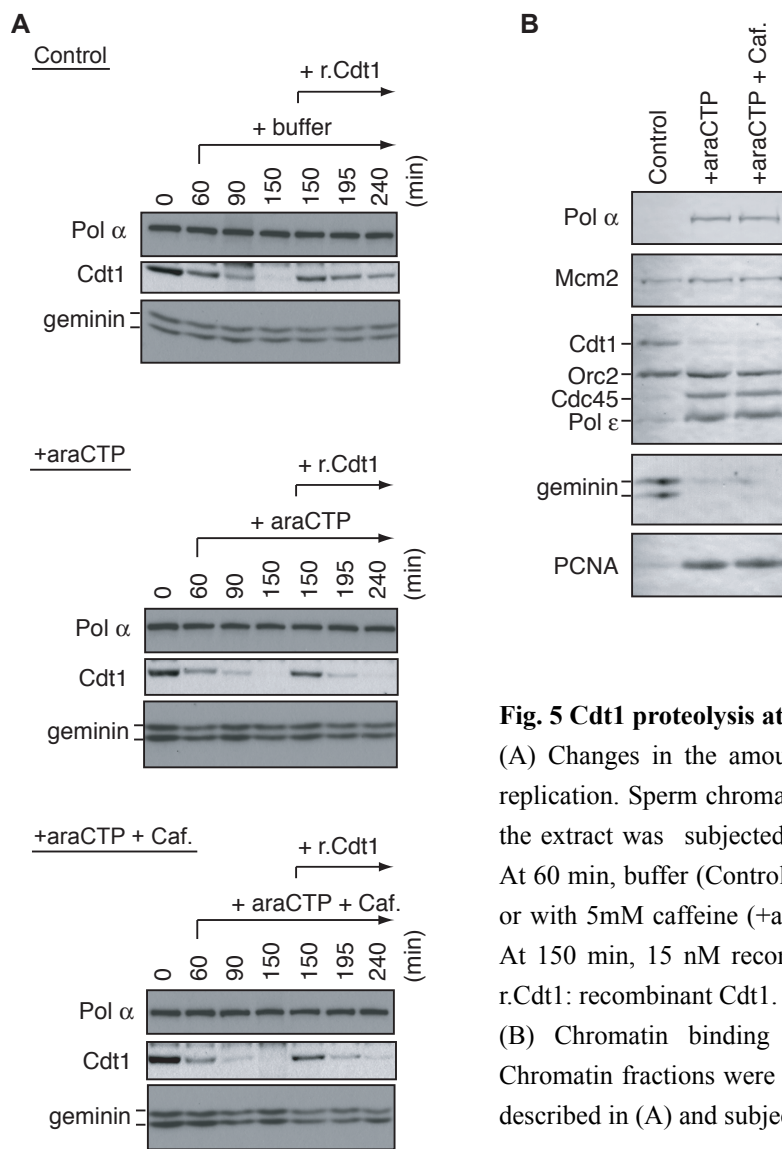 A
Control
+ r.Cdt1
+ buffer
0 60 90 150 150 195 240 (min)
Pol α
Cdt1
geminin
+araCTP
+ r.Cdt1
+ araCTP
0 60 90 150 150 195 240 (min)
Pol α
Cdt1
geminin
+araCTP + Caf.
+ r.Cdt1
+ araCTP + Caf.
0 60 90 150 150 195 240 (min)
Pol α
Cdt1
geminin
B
Control
+araCTP
+araCTP + Caf.
Pol α
Mcm2
Cdt1
Orc2
Cdc45
Pol ε
geminin
PCNA
Fig. 5 Cdt1 proteolysis at
(A) Changes in the amou
replication. Sperm chroma
the extract was subjected
At 60 min, buffer (Control
or with 5mM caffeine (+a
At 150 min, 15 nM recor
r.Cdt1: recombinant Cdt1.
(B) Chromatin binding
Chromatin fractions were
described in (A) and subje